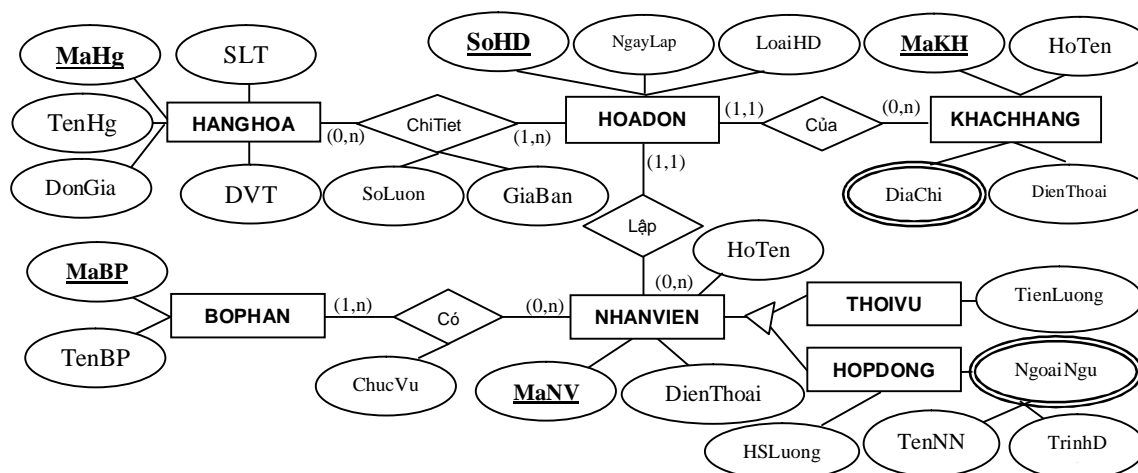 SoHD
NgayLap
LoaiHD
MaKH
HoTen
MaHg
SLT
TenHg
HANGHOA
(0,n)
ChiTiet
(1,n)
HOADON
(1,1)
Của
(0,n)
KHACHHANG
(1,1)
DonGia
DVT
SoLuon
GiaBan
DiaChi
DienThoai
Lập
HoTen
MaBP
(0,n)
TienLuong
BOPHAN
(1,n)
Có
(0,n)
NHANVIEN
THOIVU
TenBP
HOPDONG
NgoaiNgu
ChucVu
MaNV
DienThoai
HSLuong
TenNN
TrinhD